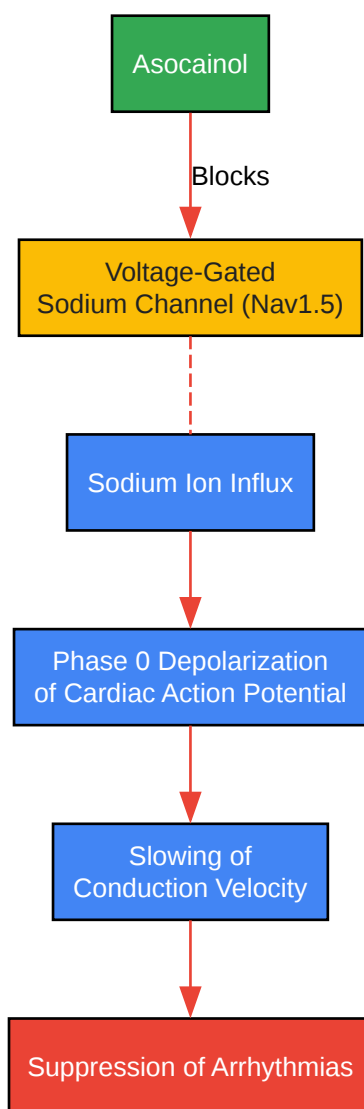 Asocainol
Blocks
Voltage-Gated
Sodium Channel (Nav1.5)
Sodium Ion Influx
Phase 0 Depolarization
of Cardiac Action Potential
Slowing of
Conduction Velocity
Suppression of Arrhythmias